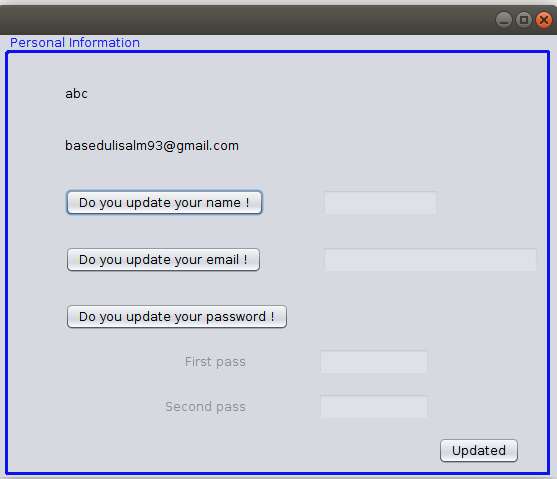 Personal Information
abc
basedulisalm93@gmail.com
Do you update your name !
Do you update your email !
Do you update your password !
First pass
Second pass
Updated